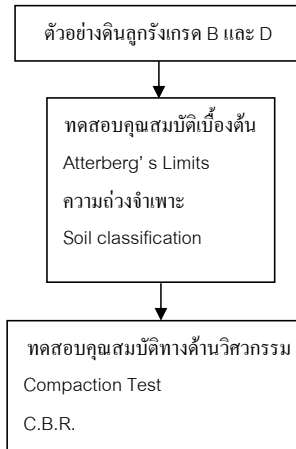 ตัวอย่างดินลูกรังเกรด B และ D
ทดสอบคุณสมบัติเบื้องต้น
Atterberg' s Limits
ความถ่วงจำเพาะ
Soil classification
ทดสอบคุณสมบัติทางด้านวิศวกรรม
Compaction Test
C.B.R.